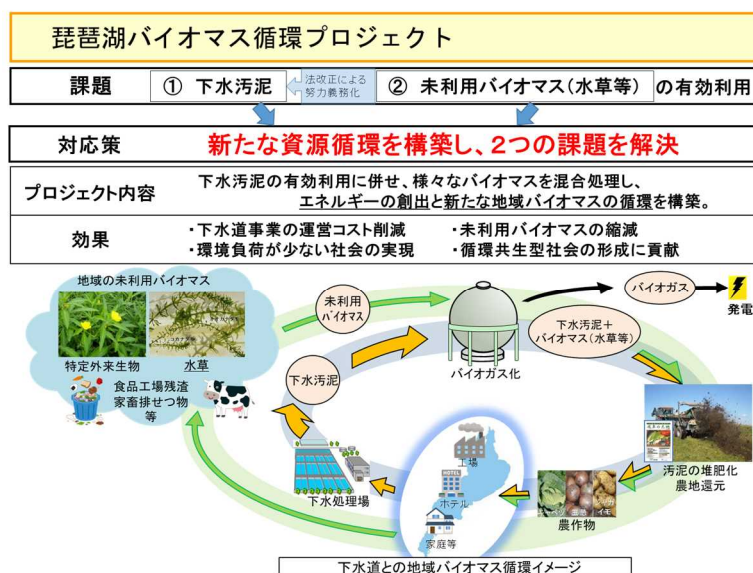 琵琶湖バイオマス循環プロジェクト
課題
① 下水汚泥
法改正による
努力義務化
② 未利用バイオマス(水草等)
の有効利用
対応策
新たな資源循環を構築し、2つの課題を解決
プロジェクト内容
下水汚泥の有効利用に併せ、様々なバイオマスを混合処理し、
エネルギーの創出と新たな地域バイオマスの循環を構築。
効果
・下水道事業の運営コスト削減
・未利用バイオマスの縮減
・環境負荷が少ない社会の実現
・循環共生型社会の形成に貢献
地域の未利用バイオマス
特定外来生物
水草
食品工場残渣
家畜排せつ物
等
未利用
バイオマス
下水汚泥
バイオガス化
バイオガス
発電
下水汚泥+
バイオマス(水草等)
汚泥の堆肥化
農地還元
農作物
工場
HOTEL
ホテル
家庭等
下水処理場
下水道との地域バイオマス循環イメージ